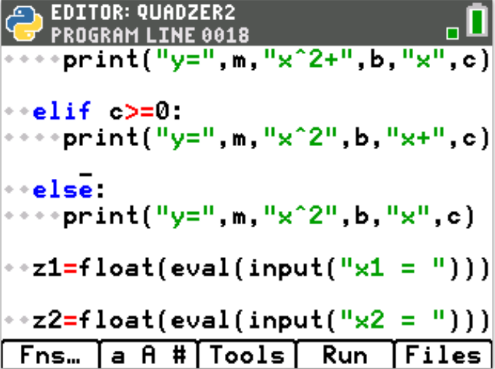 EDITOR: QUADZER2
PROGRAM LINE 0018
····print("y=",m,"x^2+",b,"x",c)
··elif c>=0:
····print("y=",m,"x^2",b,"x+",c)
··else:
····print("y=",m,"x^2",b,"x",c)
··z1=float(eval(input("x1 = ")))
··z2=float(eval(input("x2 = ")))
Fns… a A # Tools Run Files